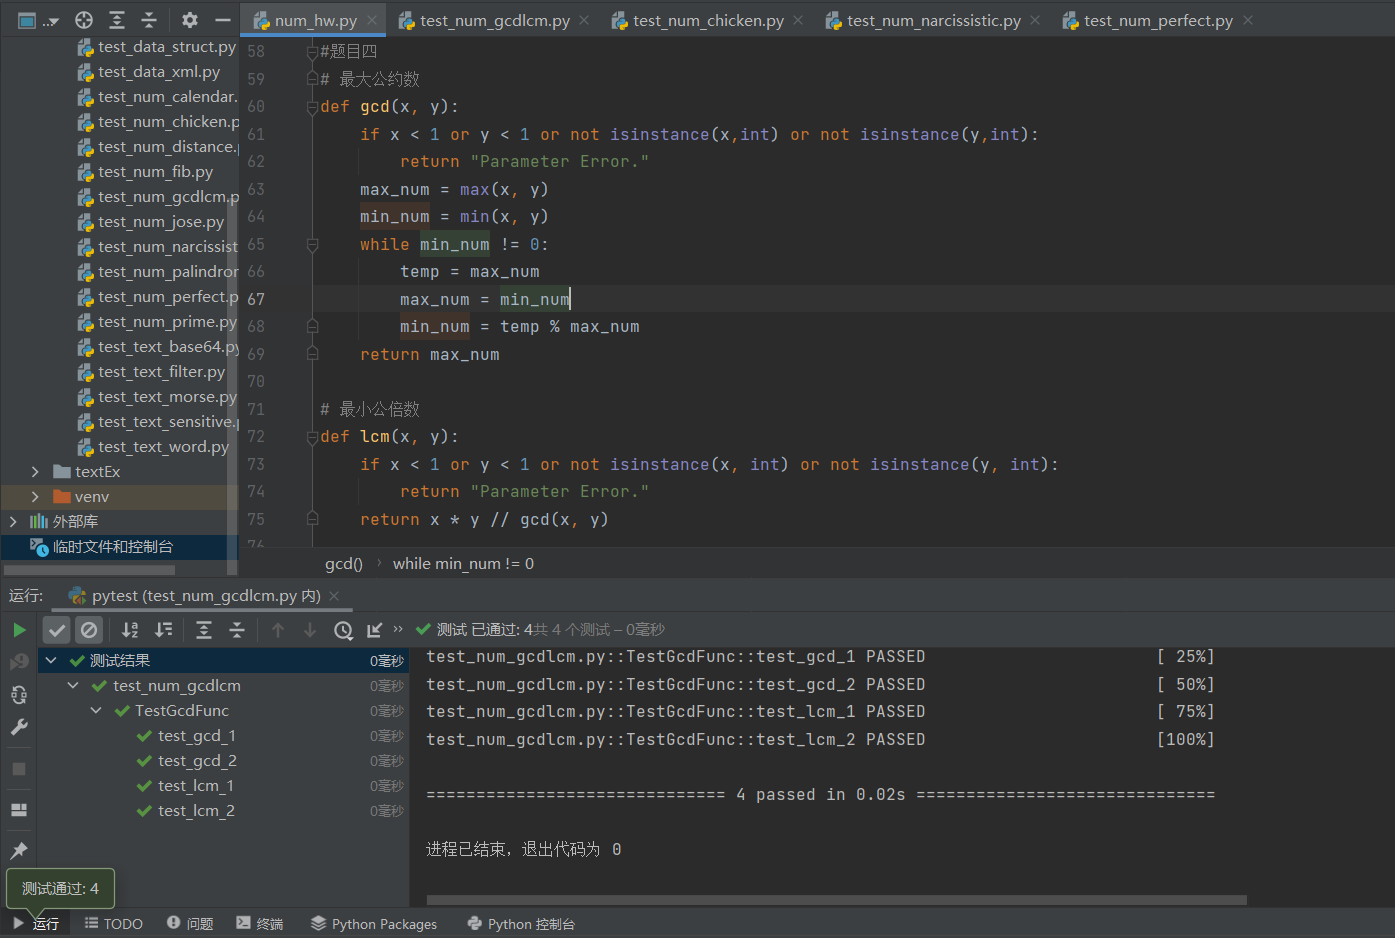 num_hw.py
test_num_gcdlcm.py
test_num_chicken.py
test_num_narcissistic.py
test_num_perfect.py
test_data_struct.py
test_data_xml.py
test_num_calendar.
test_num_chicken.p
test_num_distance.
test_num_fib.py
test_num_gcdlcm.p
test_num_jose.py
test_num_narcissist
test_num_palindror
test_num_perfect.p
test_num_prime.py
test_text_base64.py
test_text_filter.py
test_text_morse.py
test_text_sensitive.
test_text_word.py
textEx
venv
外部库
临时文件和控制台
58 #题目四
59 # 最大公约数
60 def gcd(x, y):
61 if x < 1 or y < 1 or not isinstance(x,int) or not isinstance(y,int):
62 return "Parameter Error."
63 max_num = max(x, y)
64 min_num = min(x, y)
65 while min_num != 0:
66 temp = max_num
67 max_num = min_num
68 min_num = temp % max_num
69 return max_num
70
71 # 最小公倍数
72 def lcm(x, y):
73 if x < 1 or y < 1 or not isinstance(x, int) or not isinstance(y, int):
74 return "Parameter Error."
75 return x * y // gcd(x, y)
76
gcd() › while min_num != 0
运行: pytest (test_num_gcdlcm.py 内)
测试 已通过: 4共 4 个测试 – 0毫秒
测试结果 0毫秒
test_num_gcdlcm 0毫秒
TestGcdFunc 0毫秒
test_gcd_1 0毫秒
test_gcd_2 0毫秒
test_lcm_1 0毫秒
test_lcm_2 0毫秒
test_num_gcdlcm.py::TestGcdFunc::test_gcd_1 PASSED [ 25%]
test_num_gcdlcm.py::TestGcdFunc::test_gcd_2 PASSED [ 50%]
test_num_gcdlcm.py::TestGcdFunc::test_lcm_1 PASSED [ 75%]
test_num_gcdlcm.py::TestGcdFunc::test_lcm_2 PASSED [100%]
============================== 4 passed in 0.02s ==============================
进程已结束，退出代码为 0
测试通过: 4
运行
TODO
问题
终端
Python Packages
Python 控制台